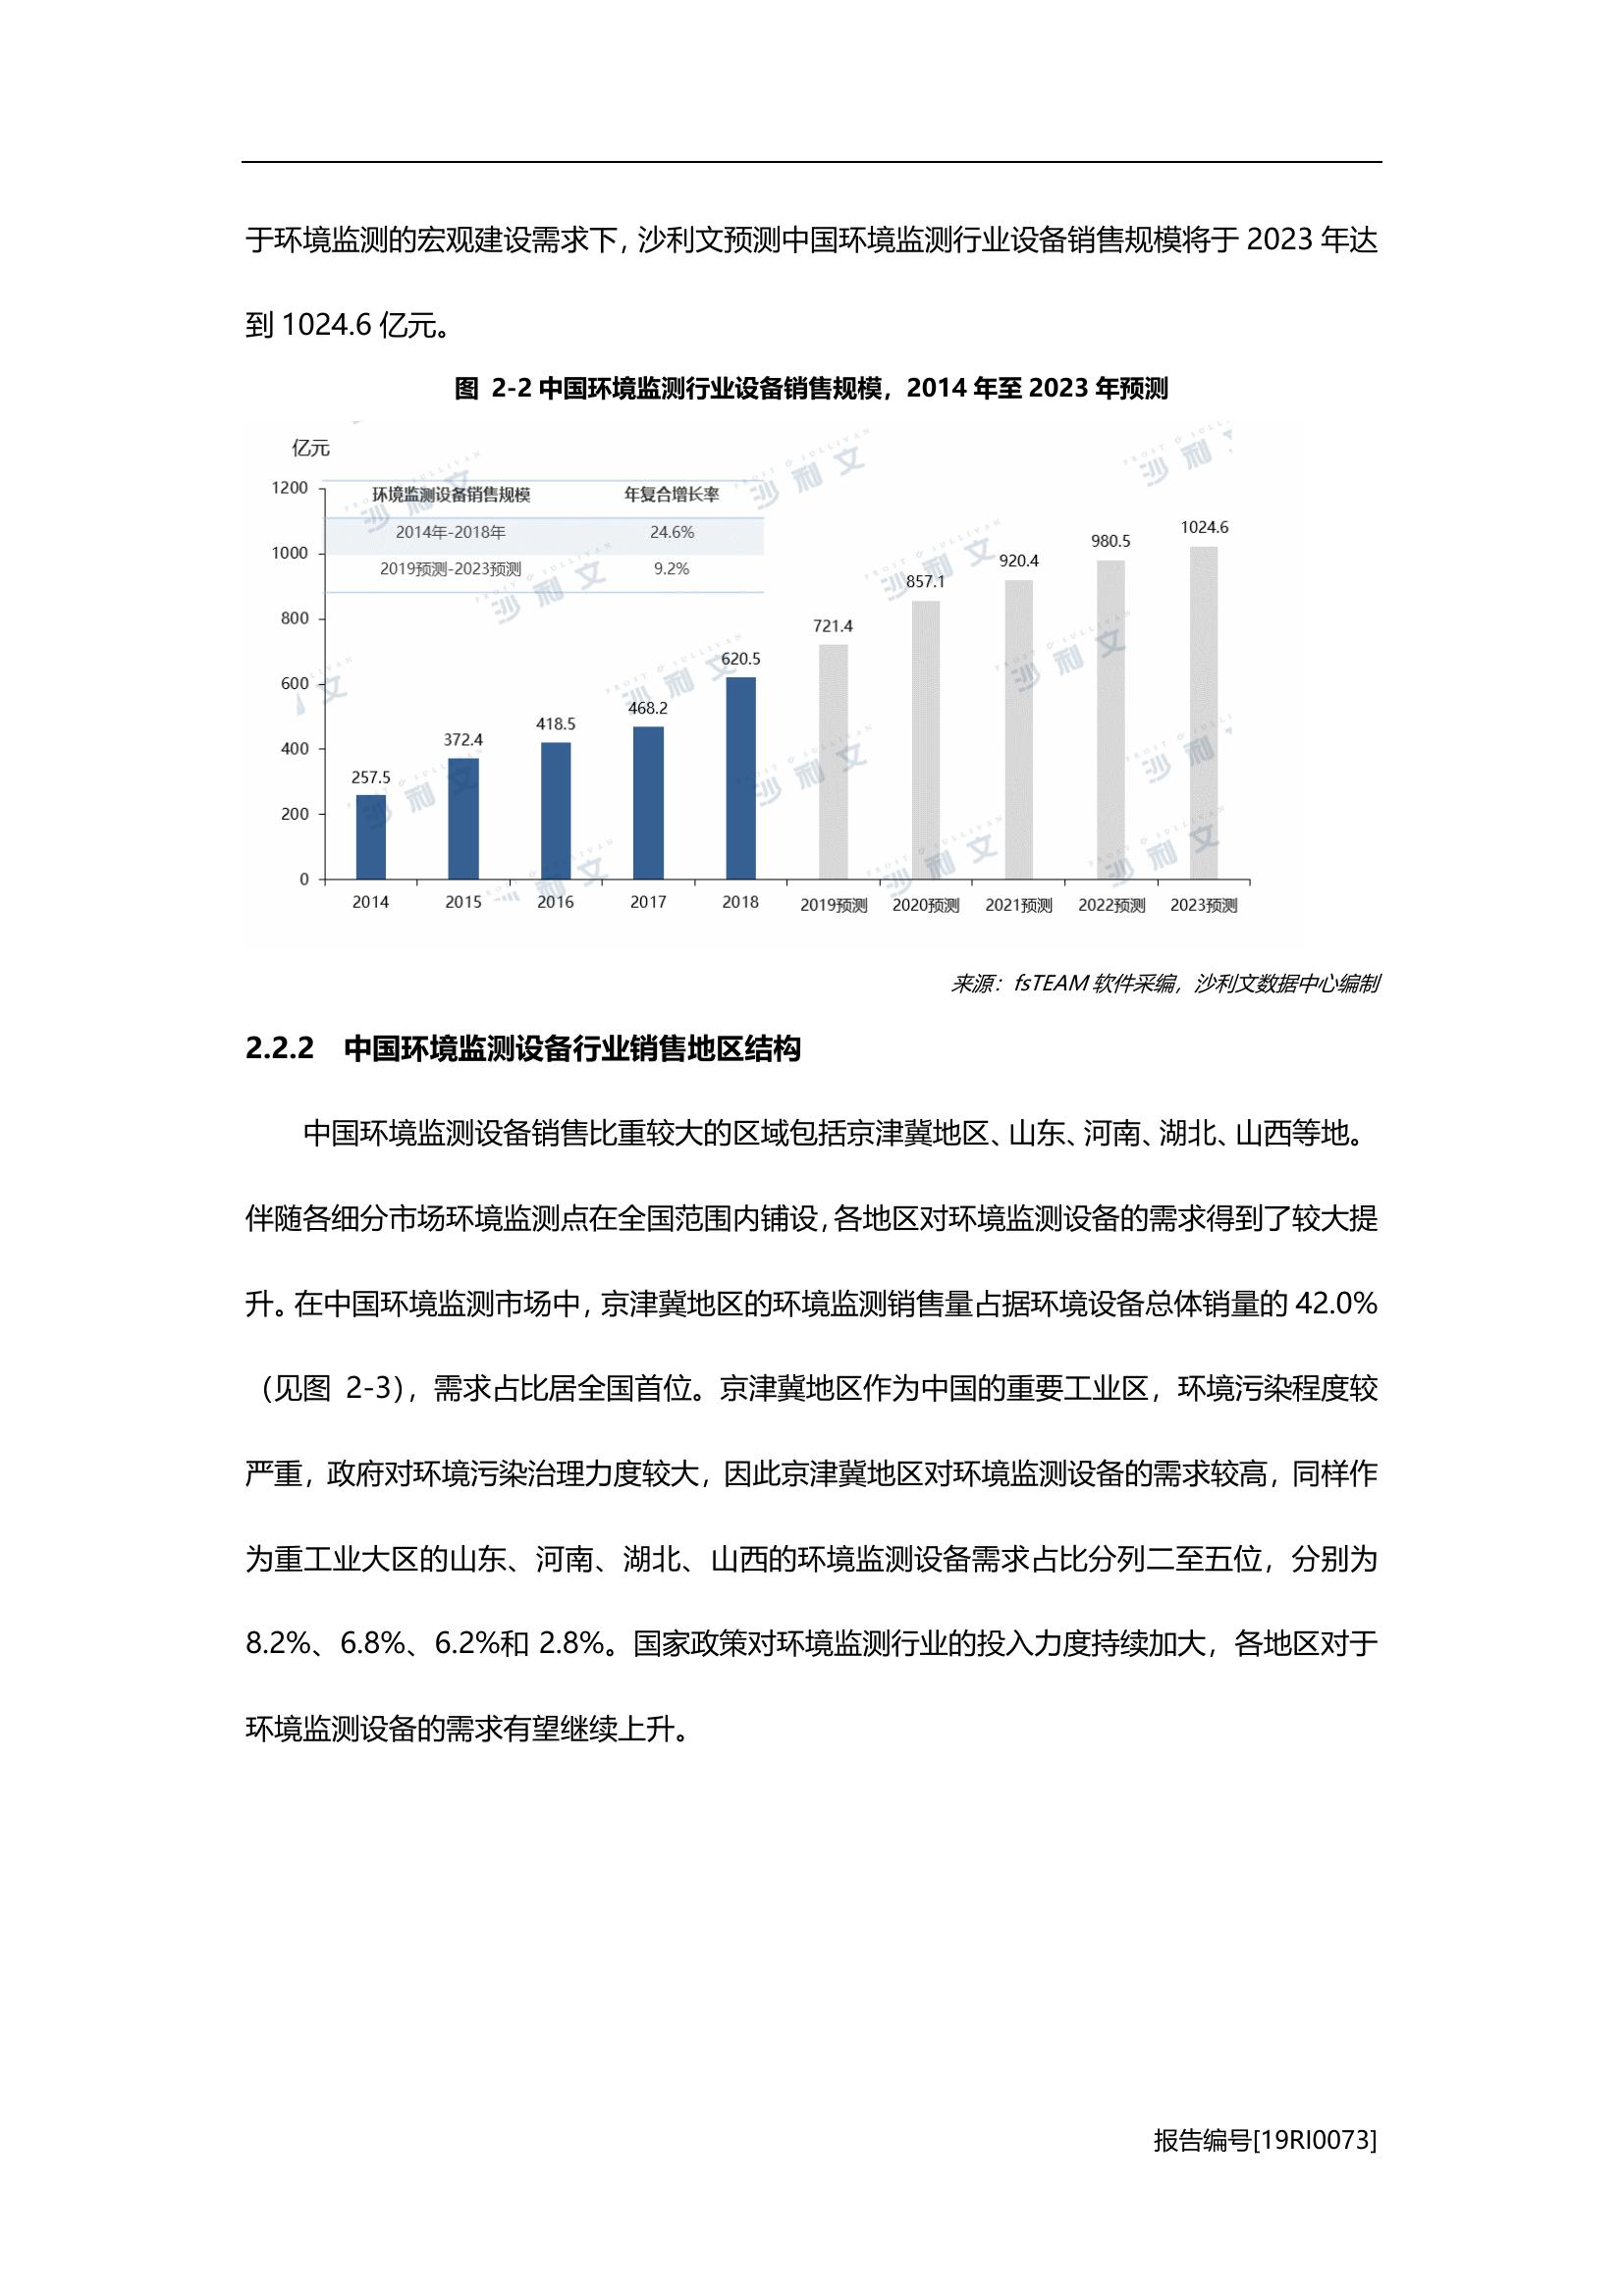 于环境监测的宏观建设需求下，沙利文预测中国环境监测行业设备销售规模将于 2023 年达
到 1024.6 亿元。
图 2-2 中国环境监测行业设备销售规模，2014 年至 2023 年预测
亿元
环境监测设备销售规模 年复合增长率
2014年-2018年 24.6%
2019预测-2023预测 9.2%
1200
1000
800
600
400
200
0
257.5
372.4
418.5
468.2
620.5
721.4
857.1
920.4
980.5
1024.6
2014 2015 2016 2017 2018 2019预测 2020预测 2021预测 2022预测 2023预测
来源：fsTEAM 软件采编，沙利文数据中心编制
2.2.2 中国环境监测设备行业销售地区结构
中国环境监测设备销售比重较大的区域包括京津冀地区、山东、河南、湖北、山西等地。
伴随各细分市场环境监测点在全国范围内铺设，各地区对环境监测设备的需求得到了较大提
升。在中国环境监测市场中，京津冀地区的环境监测销售量占据环境设备总体销量的 42.0%
（见图 2-3），需求占比居全国首位。京津冀地区作为中国的重要工业区，环境污染程度较
严重，政府对环境污染治理力度较大，因此京津冀地区对环境监测设备的需求较高，同样作
为重工业大区的山东、河南、湖北、山西的环境监测设备需求占比分列二至五位，分别为
8.2%、6.8%、6.2%和 2.8%。国家政策对环境监测行业的投入力度持续加大，各地区对于
环境监测设备的需求有望继续上升。
报告编号[19RI0073]